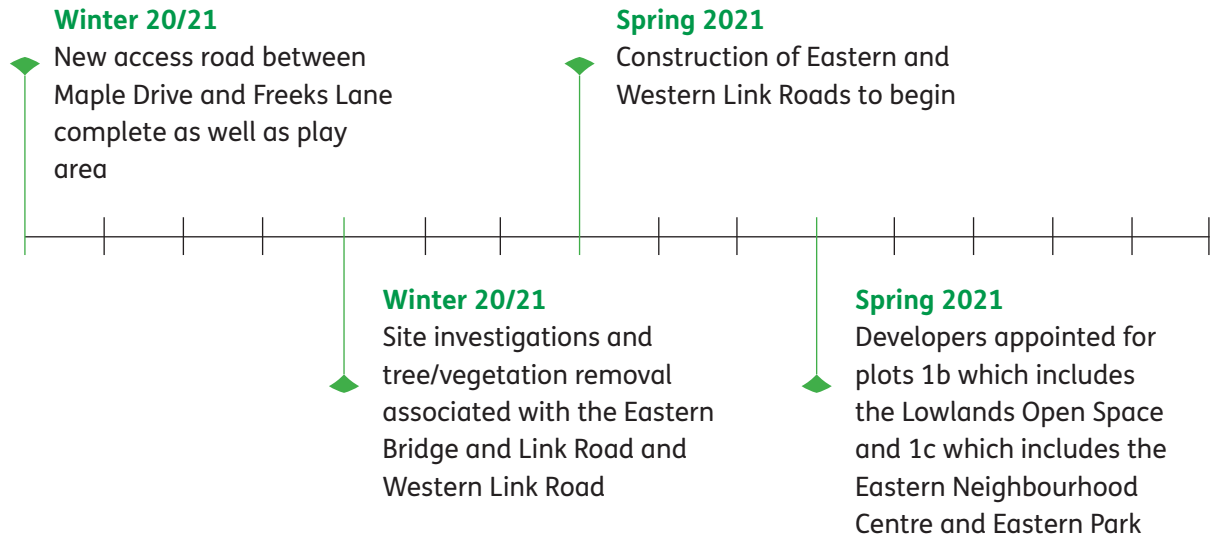 Winter 20/21
New access road between
Maple Drive and Freeks Lane
complete as well as play
area
Winter 20/21
Site investigations and
tree/vegetation removal
associated with the Eastern
Bridge and Link Road and
Western Link Road
Spring 2021
Construction of Eastern and
Western Link Roads to begin
Spring 2021
Developers appointed for
plots 1b which includes
the Lowlands Open Space
and 1c which includes the
Eastern Neighbourhood
Centre and Eastern Park